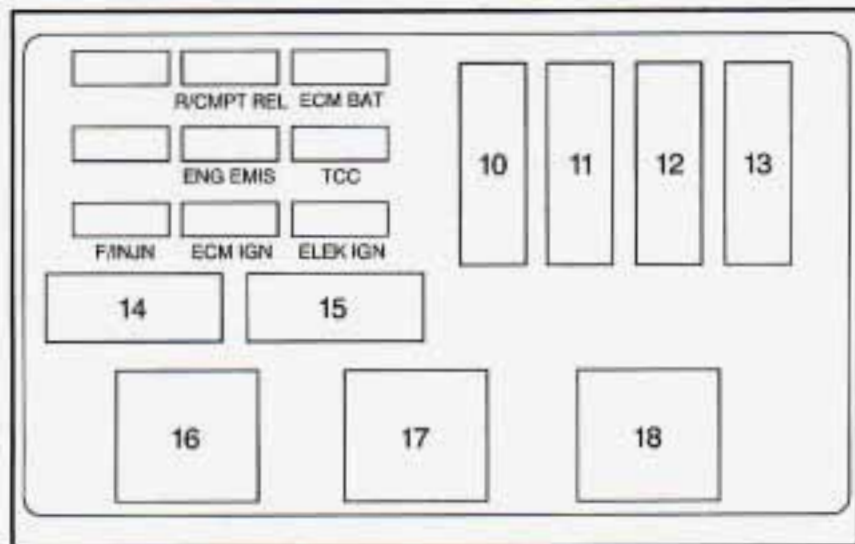 R/CMPT REL ECM BAT
ENG EMIS TCC
F/INJN ECM IGN ELEK IGN
10 11 12 13
14 15
16 17 18